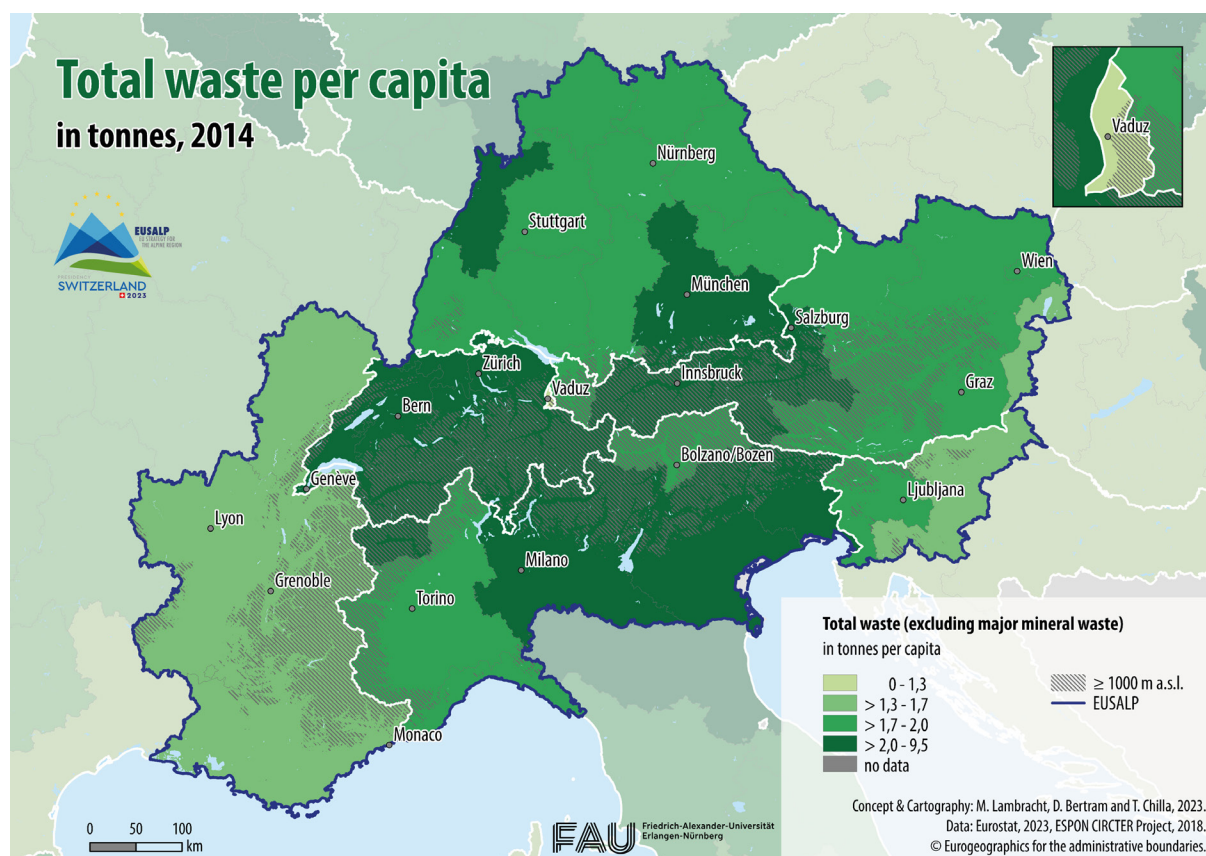 Total waste per capita
in tonnes, 2014
EUSALP
EU STRATEGY FOR
THE ALPINE REGION
PRESIDENCY
SWITZERLAND
2023
Vaduz
Nürnberg
Stuttgart
Wien
München
Salzburg
Zürich
Innsbruck
Vaduz
Graz
Bern
Bolzano/Bozen
Genève
Ljubljana
Lyon
Milano
Grenoble
Torino
Monaco
Total waste (excluding major mineral waste)
in tonnes per capita
0 - 1,3
> 1,3 - 1,7
> 1,7 - 2,0
> 2,0 - 9,5
no data
≥ 1000 m a.s.l.
EUSALP
0 50 100
km
FAU Friedrich-Alexander-Universität
Erlangen-Nürnberg
Concept & Cartography: M. Lambracht, D. Bertram and T. Chilla, 2023.
Data: Eurostat, 2023, ESPON CIRCTER Project, 2018.
© Eurogeographics for the administrative boundaries.